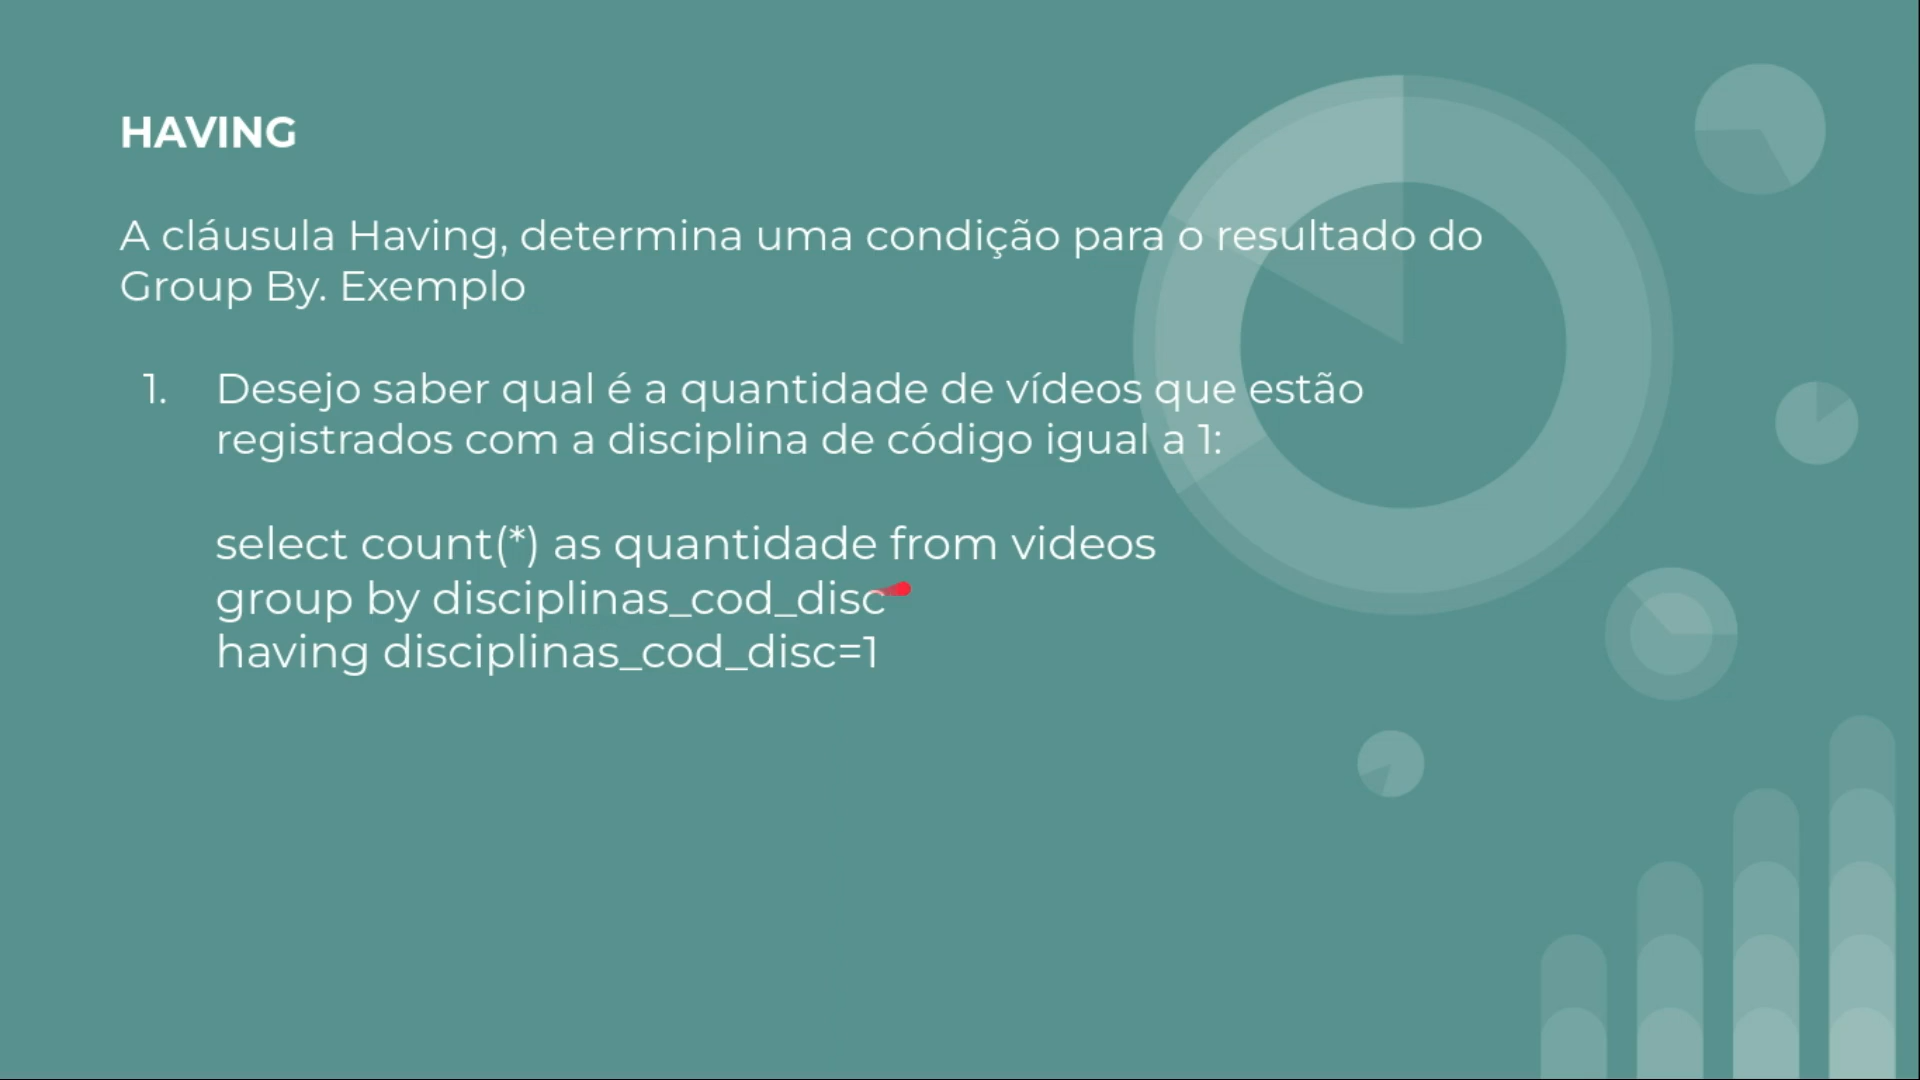 HAVING
A cláusula Having, determina uma condição para o resultado do
Group By. Exemplo
1. Desejo saber qual é a quantidade de vídeos que estão
registrados com a disciplina de código igual a 1:
select count(*) as quantidade from videos
group by disciplinas_cod_disc
having disciplinas_cod_disc=1